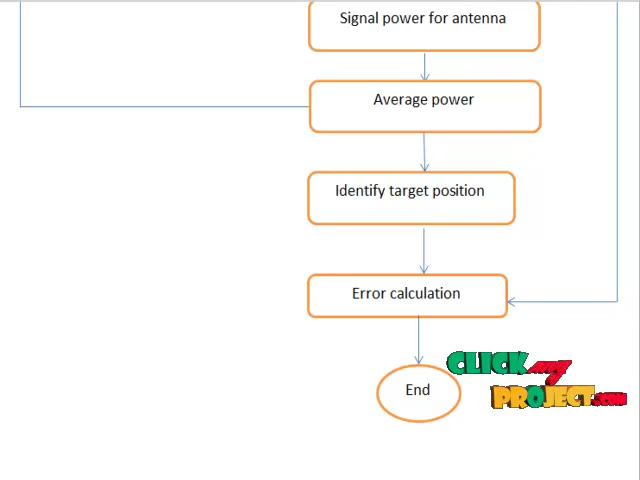 Signal power for antenna
Average power
Identify target position
Error calculation
End
CLICK my
PROJECT.COM